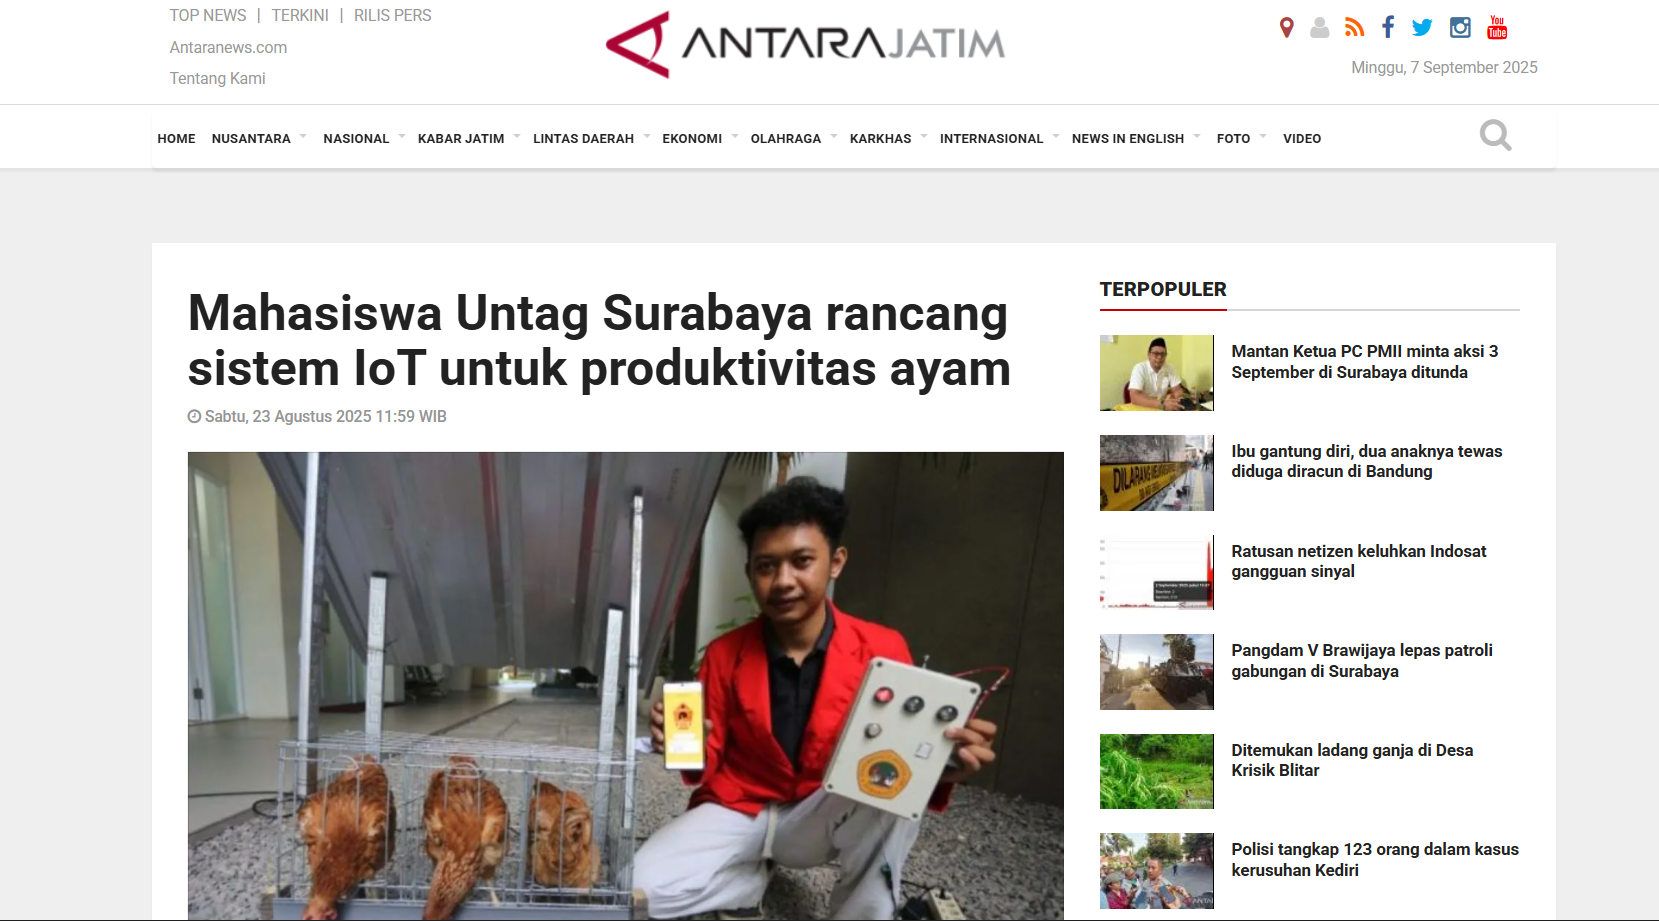 TOP NEWS | TERKINI | RILIS PERS
Antaranews.com
Tentang Kami
ANTARAJATIM
You Tube
Minggu, 7 September 2025
HOME NUSANTARA NASIONAL KABAR JATIM LINTAS DAERAH EKONOMI OLAHRAGA KARKHAS INTERNASIONAL NEWS IN ENGLISH FOTO VIDEO
Mahasiswa Untag Surabaya rancang
sistem IoT untuk produktivitas ayam
Sabtu, 23 Agustus 2025 11:59 WIB
TERPOPULER
Mantan Ketua PC PMII minta aksi 3
September di Surabaya ditunda
DILARANG
Ibu gantung diri, dua anaknya tewas
diduga diracun di Bandung
Ratusan netizen keluhkan Indosat
gangguan sinyal
Pangdam V Brawijaya lepas patroli
gabungan di Surabaya
Ditemukan ladang ganja di Desa
Krisik Blitar
Polisi tangkap 123 orang dalam kasus
kerusuhan Kediri